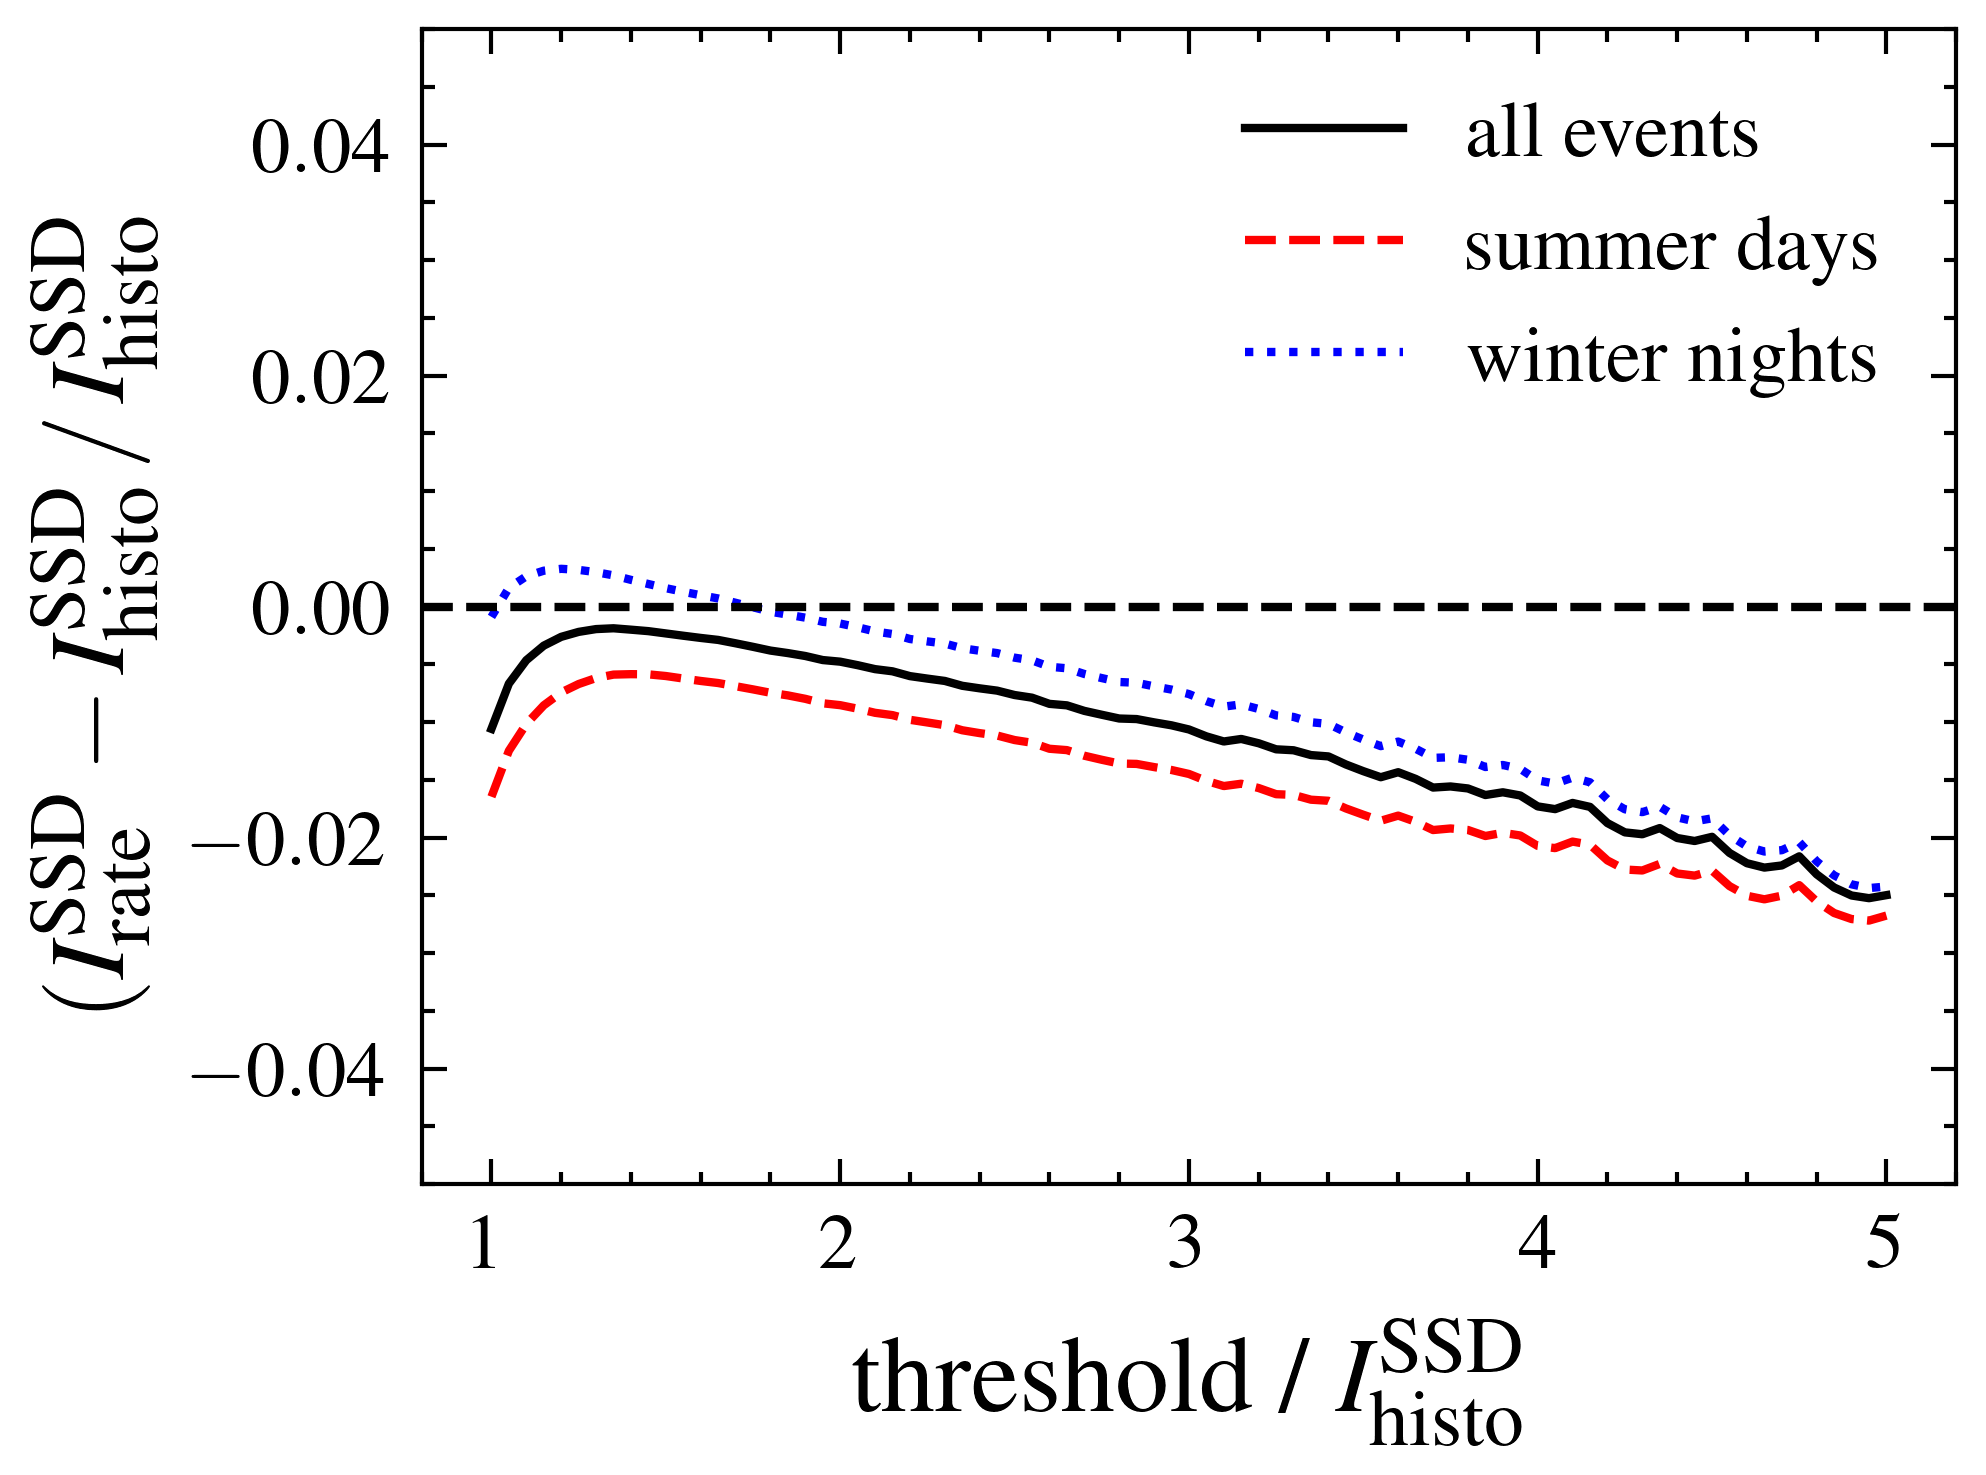 0.04
0.02
0.00
−0.02
−0.04
(I^SSD_rate − I^SSD_histo / I^SSD_histo
all events
summer days
winter nights
1 2 3 4 5
threshold / I^SSD_histo